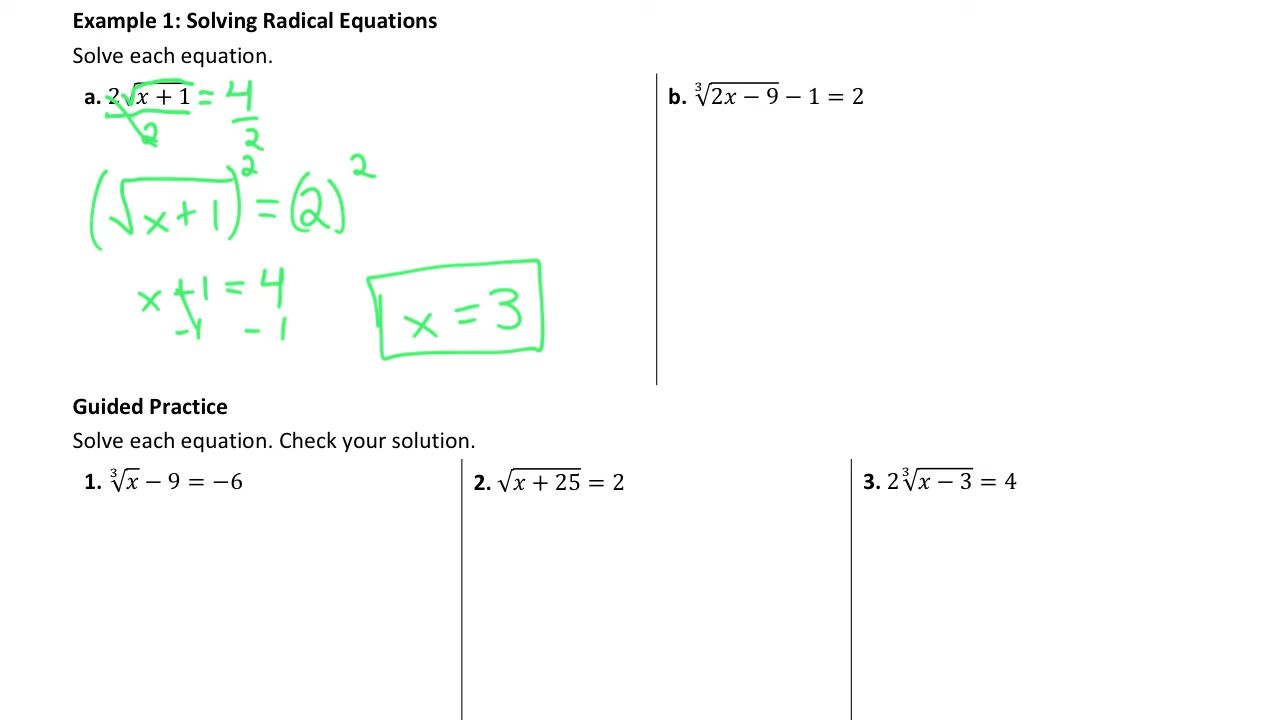 Example 1: Solving Radical Equations
Solve each equation.
a. 2√(x + 1) = 4
2 2
b. ∛(2x − 9) − 1 = 2
(√(x+1))² = (2)²
x +1 = 4
-1 -1
x = 3
Guided Practice
Solve each equation. Check your solution.
1. ∛x − 9 = −6
2. √(x + 25) = 2
3. 2∛(x − 3) = 4